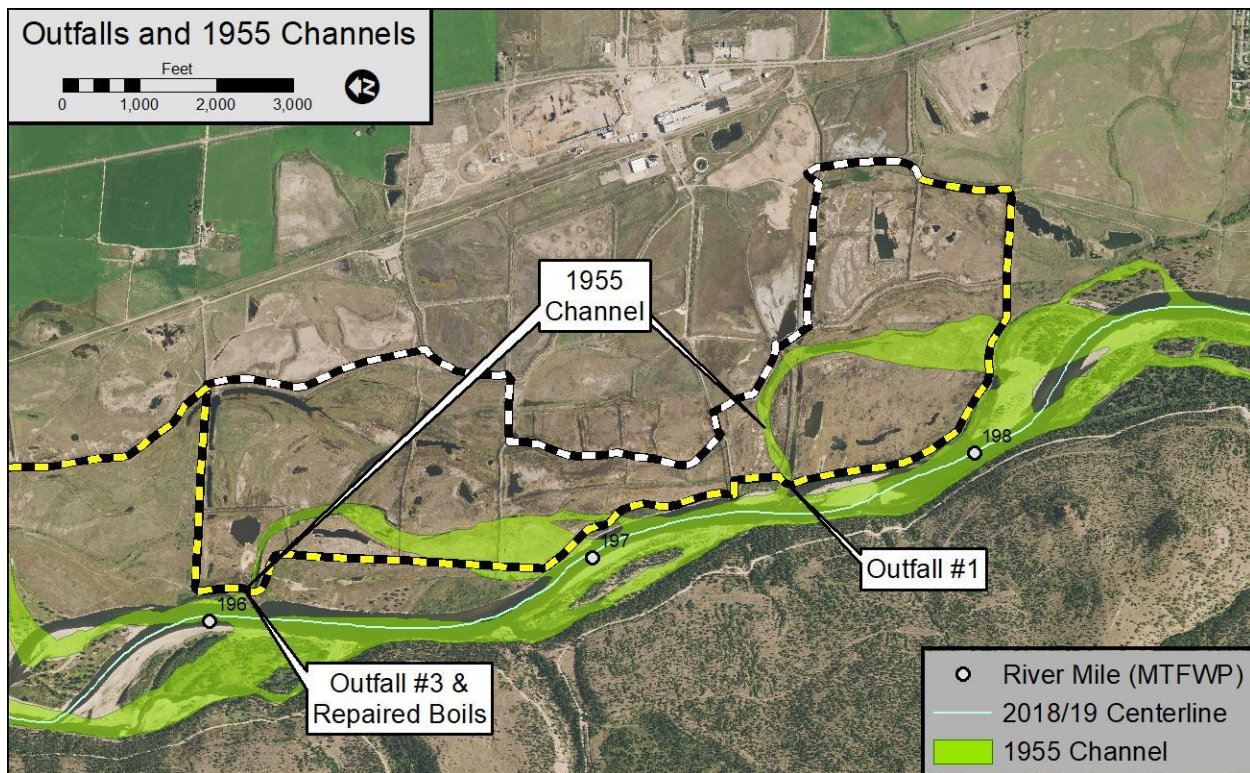 Outfalls and 1955 Channels
Feet
0 1,000 2,000 3,000
N
1955
Channel
198
197
Outfall #1
196
Outfall #3 &
Repaired Boils
River Mile (MTFWP)
2018/19 Centerline
1955 Channel